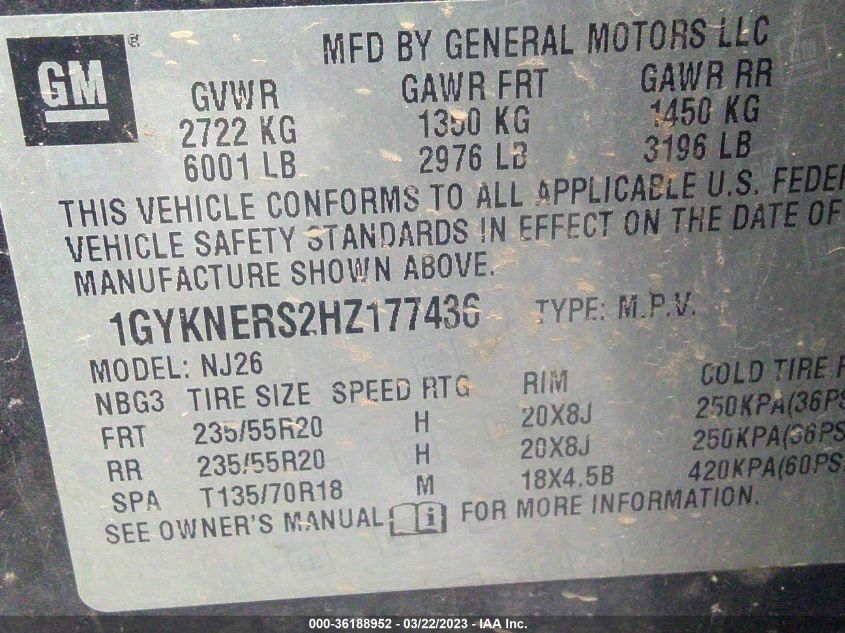 GM ®
MFD BY GENERAL MOTORS LLC
GVWR GAWR FRT GAWR RR
2722 KG 1350 KG 1450 KG
6001 LB 2976 LB 3196 LB
THIS VEHICLE CONFORMS TO ALL APPLICABLE U.S. FEDER
VEHICLE SAFETY STANDARDS IN EFFECT ON THE DATE OF
MANUFACTURE SHOWN ABOVE.
1GYKNERS2HZ177436 TYPE: M.P.V.
MODEL: NJ26
NBG3 TIRE SIZE SPEED RTG RIM COLD TIRE P
FRT 235/55R20 H 20X8J 250KPA(36PS
RR 235/55R20 H 20X8J 250KPA(36PS
SPA T135/70R18 M 18X4.5B 420KPA(60PS
SEE OWNER'S MANUAL i FOR MORE INFORMATION.
000-36188952 - 03/22/2023 - IAA Inc.